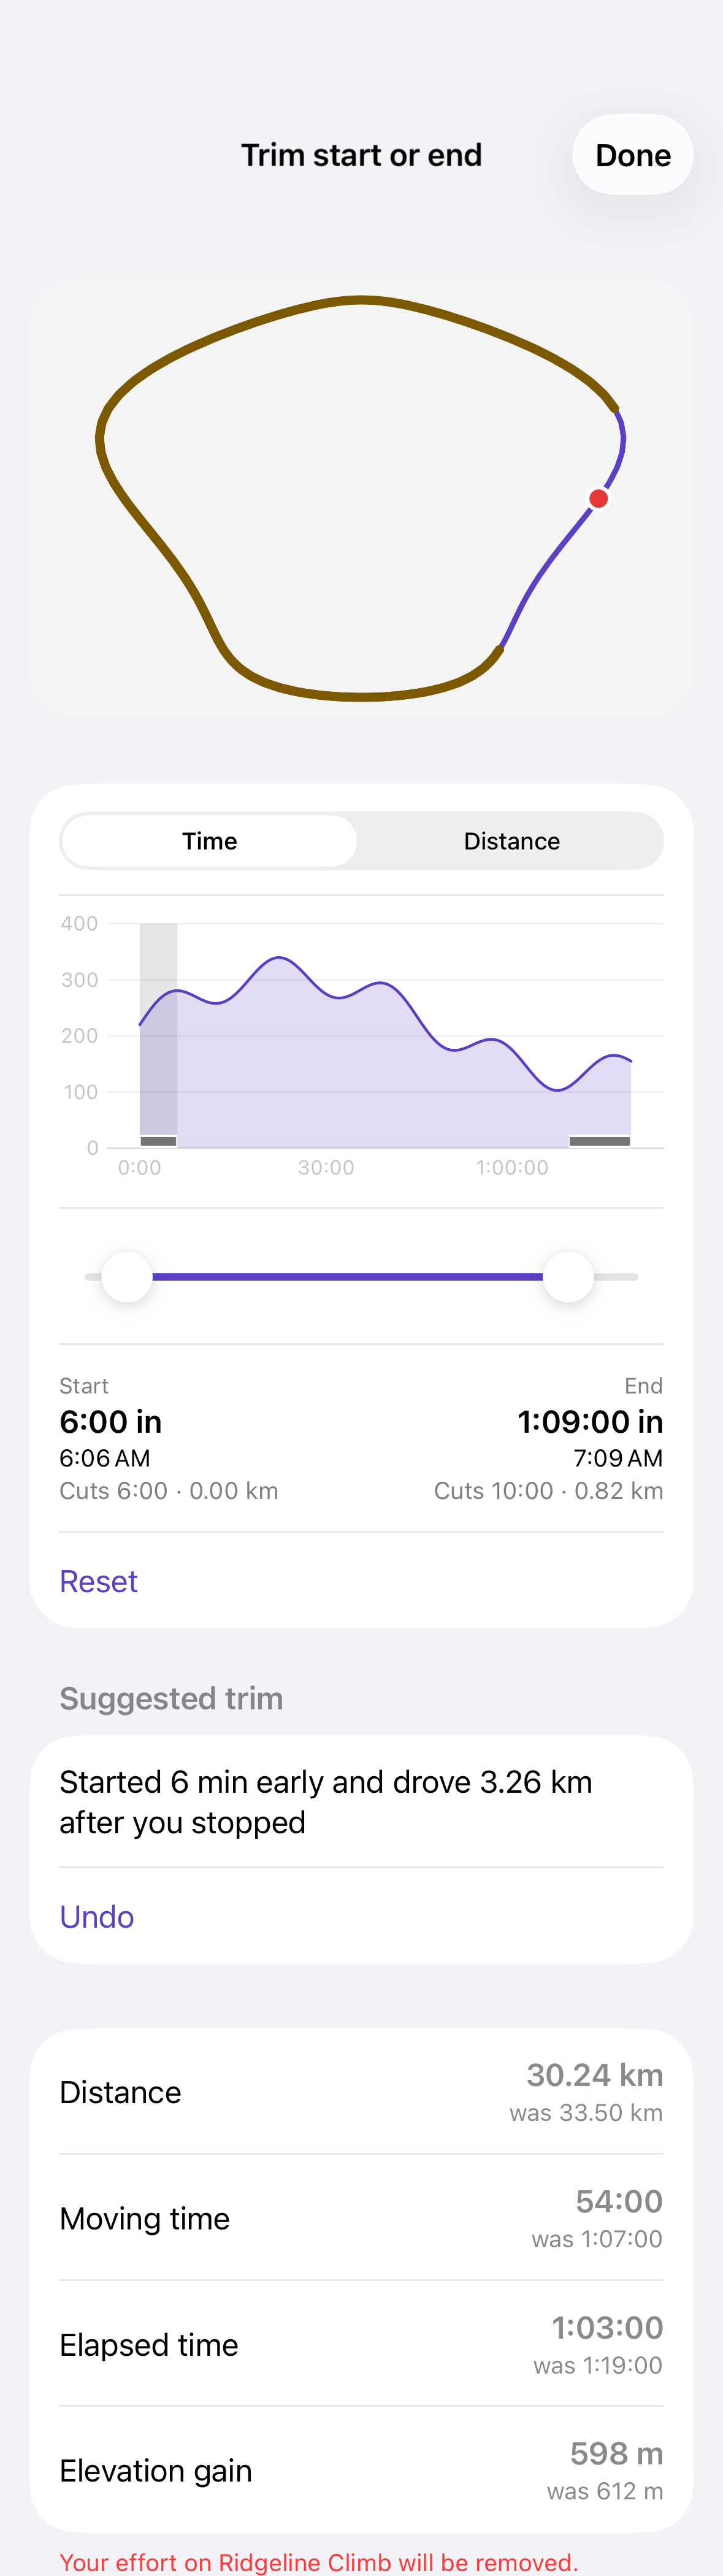 Trim start or end
Done
Time
Distance
400
300
200
100
0
0:00
30:00
1:00:00
Start
End
6:00 in
1:09:00 in
6:06 AM
7:09 AM
Cuts 6:00 · 0.00 km
Cuts 10:00 · 0.82 km
Reset
Suggested trim
Started 6 min early and drove 3.26 km
after you stopped
Undo
Distance
30.24 km
was 33.50 km
Moving time
54:00
was 1:07:00
Elapsed time
1:03:00
was 1:19:00
Elevation gain
598 m
was 612 m
Your effort on Ridgeline Climb will be removed.